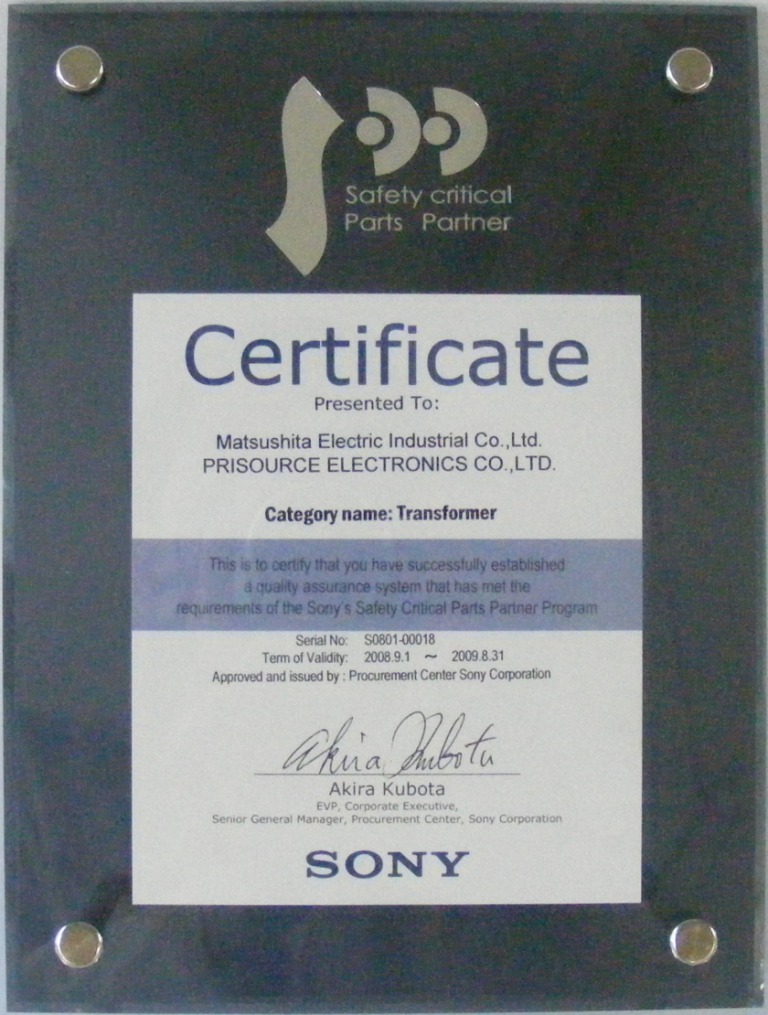 Safety critical
Parts Partner
Certificate
Presented To:
Matsushita Electric Industrial Co.,Ltd.
PRISOURCE ELECTRONICS CO.,LTD.
Category name: Transformer
This is to certify that you have successfully established
a quality assurance system that has met the
requirements of the Sony's Safety Critical Parts Partner Program
Serial No: S0801-00018
Term of Validity: 2008.9.1 ~ 2009.8.31
Approved and issued by : Procurement Center Sony Corporation
Akira Kubota
Akira Kubota
EVP, Corporate Executive,
Senior General Manager, Procurement Center, Sony Corporation
SONY